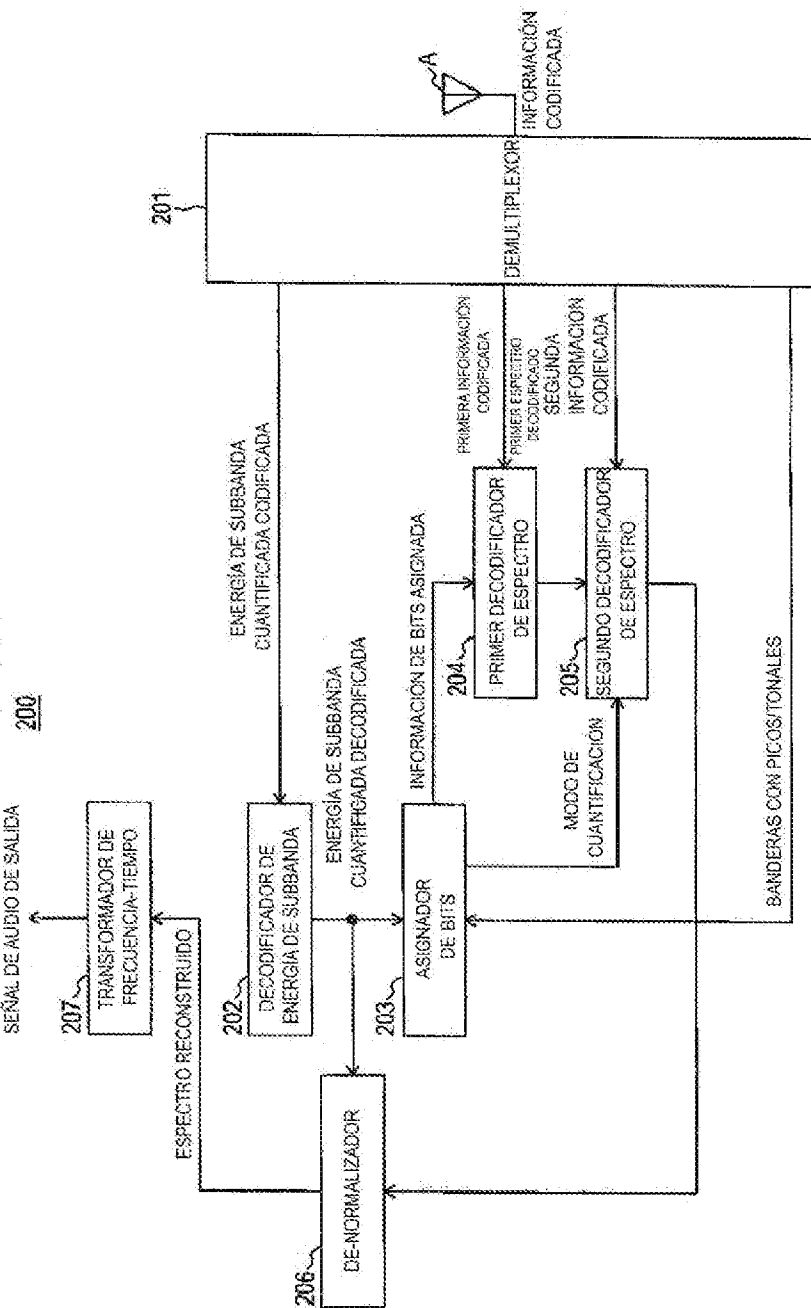 200
SEÑAL DE AUDIO DE SALIDA
207
TRANSFORMADOR DE
FRECUENCIA-TIEMPO
ESPECTRO RECONSTRUIDO
ENERGÍA DE SUBBANDA
CUANTIFICADA CODIFICADA
202
DECODIFICADOR DE
ENERGÍA DE SUBBANDA
ENERGÍA DE SUBBANDA
CUANTIFICADA DECODIFICADA
206
DE-NORMALIZADOR
203
ASIGNADOR
DE BITS
INFORMACIÓN DE BITS ASIGNADA
MODO DE
CUANTIFICACIÓN
204
PRIMER DECODIFICADOR
DE ESPECTRO
205
SEGUNDO DECODIFICADOR
DE ESPECTRO
PRIMERA INFORMACIÓN
CODIFICADA
PRIMER ESPECTRO
DECODIFICADO
SEGUNDA
INFORMACION
CODIFICADA
BANDERAS CON PICOS/TONALES
201
DEMULTIPLEXOR
A
INFORMACIÓN
CODIFICADA